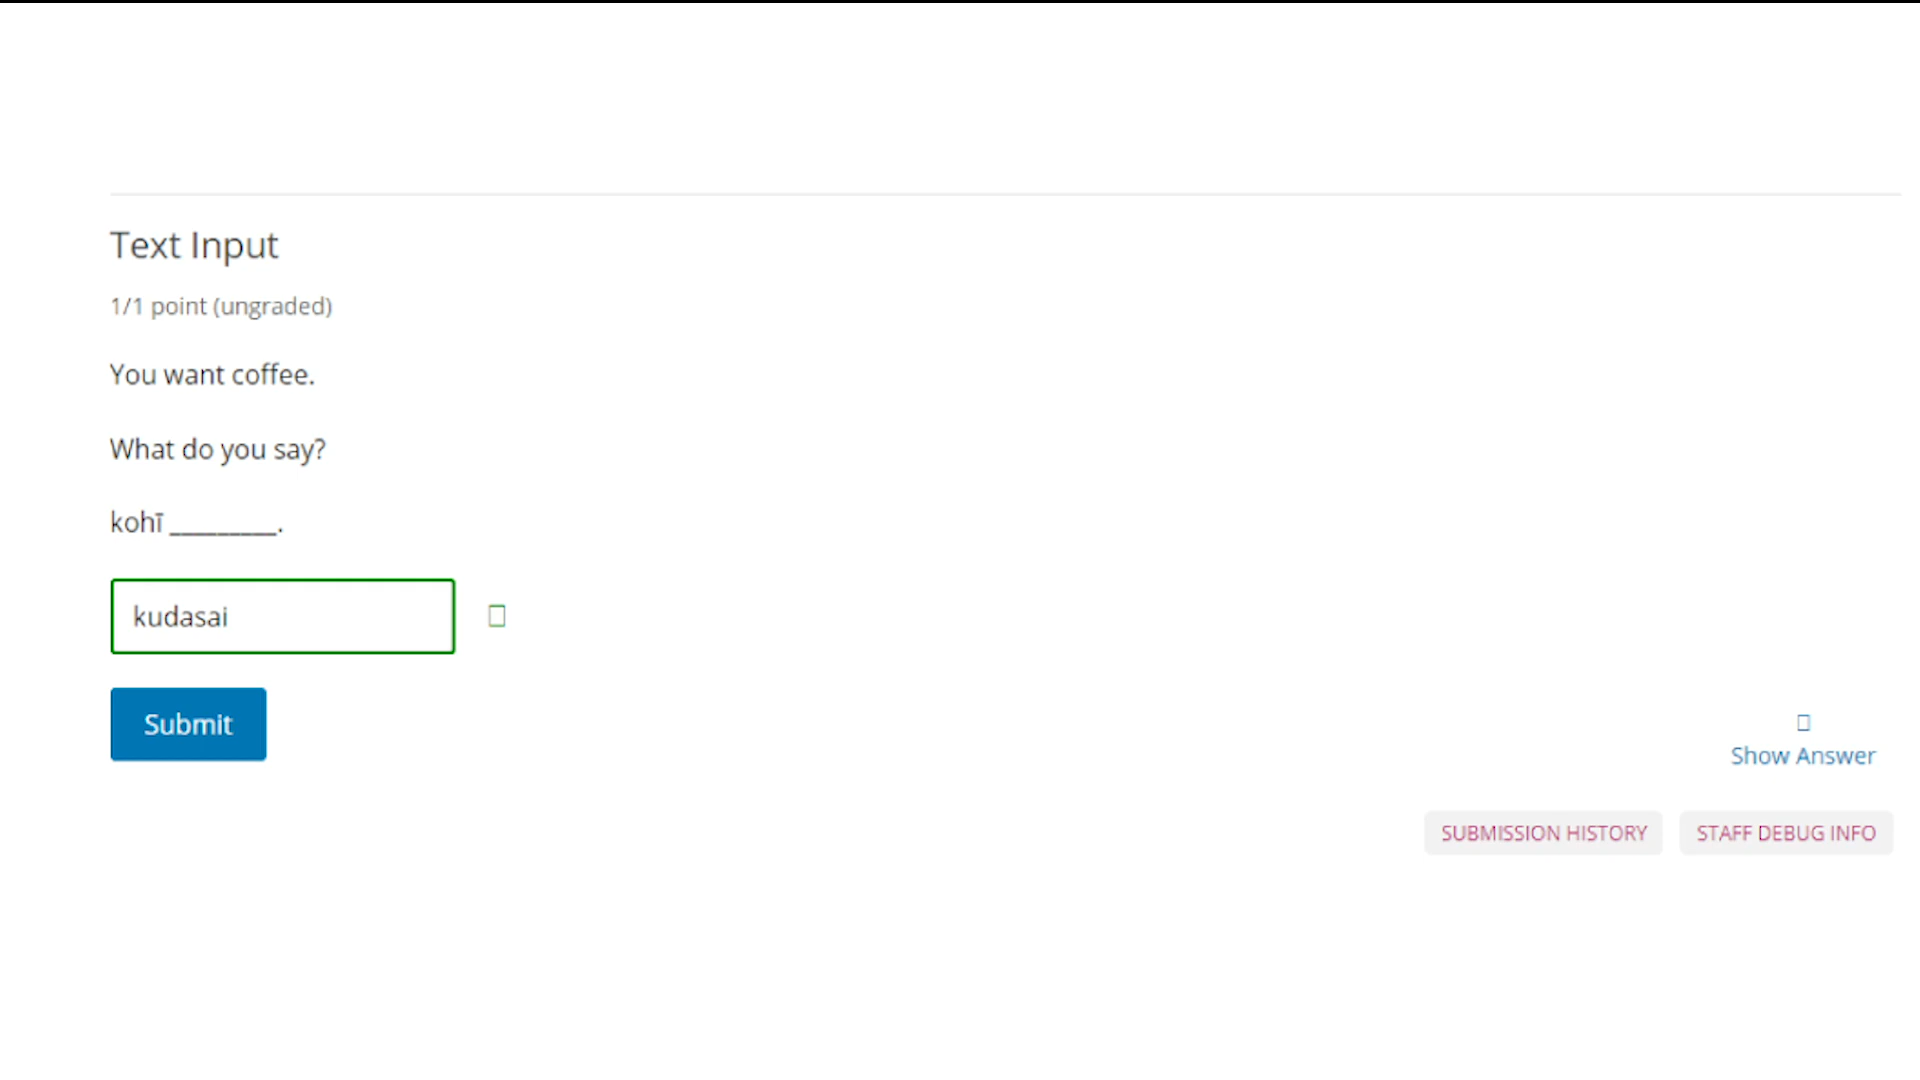 Text Input
1/1 point (ungraded)
You want coffee.
What do you say?
kohī _________.
kudasai
Submit
Show Answer
SUBMISSION HISTORY STAFF DEBUG INFO